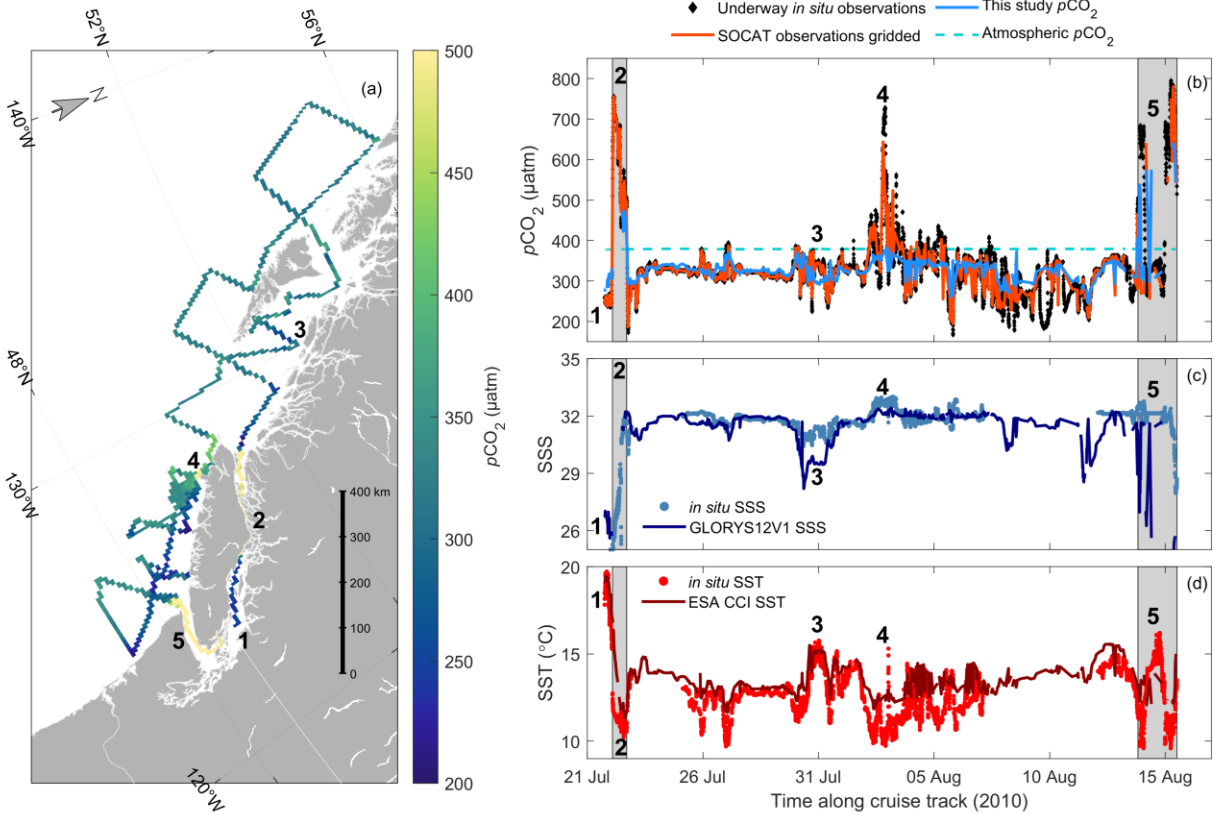 52°N
56°N
140°W
N
(a)
48°N
130°W
120°W
3
4
2
5
1
400 km
300
200
100
0
500
450
400
350
300
250
200
pCO₂ (µatm)
Underway in situ observations
This study pCO₂
SOCAT observations gridded
Atmospheric pCO₂
800
700
600
500
400
300
200
pCO₂ (µatm)
2
4
5
(b)
3
1
35
32
29
26
SSS
2
4
5
(c)
3
1
in situ SSS
GLORYS12V1 SSS
20
15
10
SST (°C)
in situ SST
ESA CCI SST
(d)
1
3
4
5
2
21 Jul
26 Jul
31 Jul
05 Aug
10 Aug
15 Aug
Time along cruise track (2010)